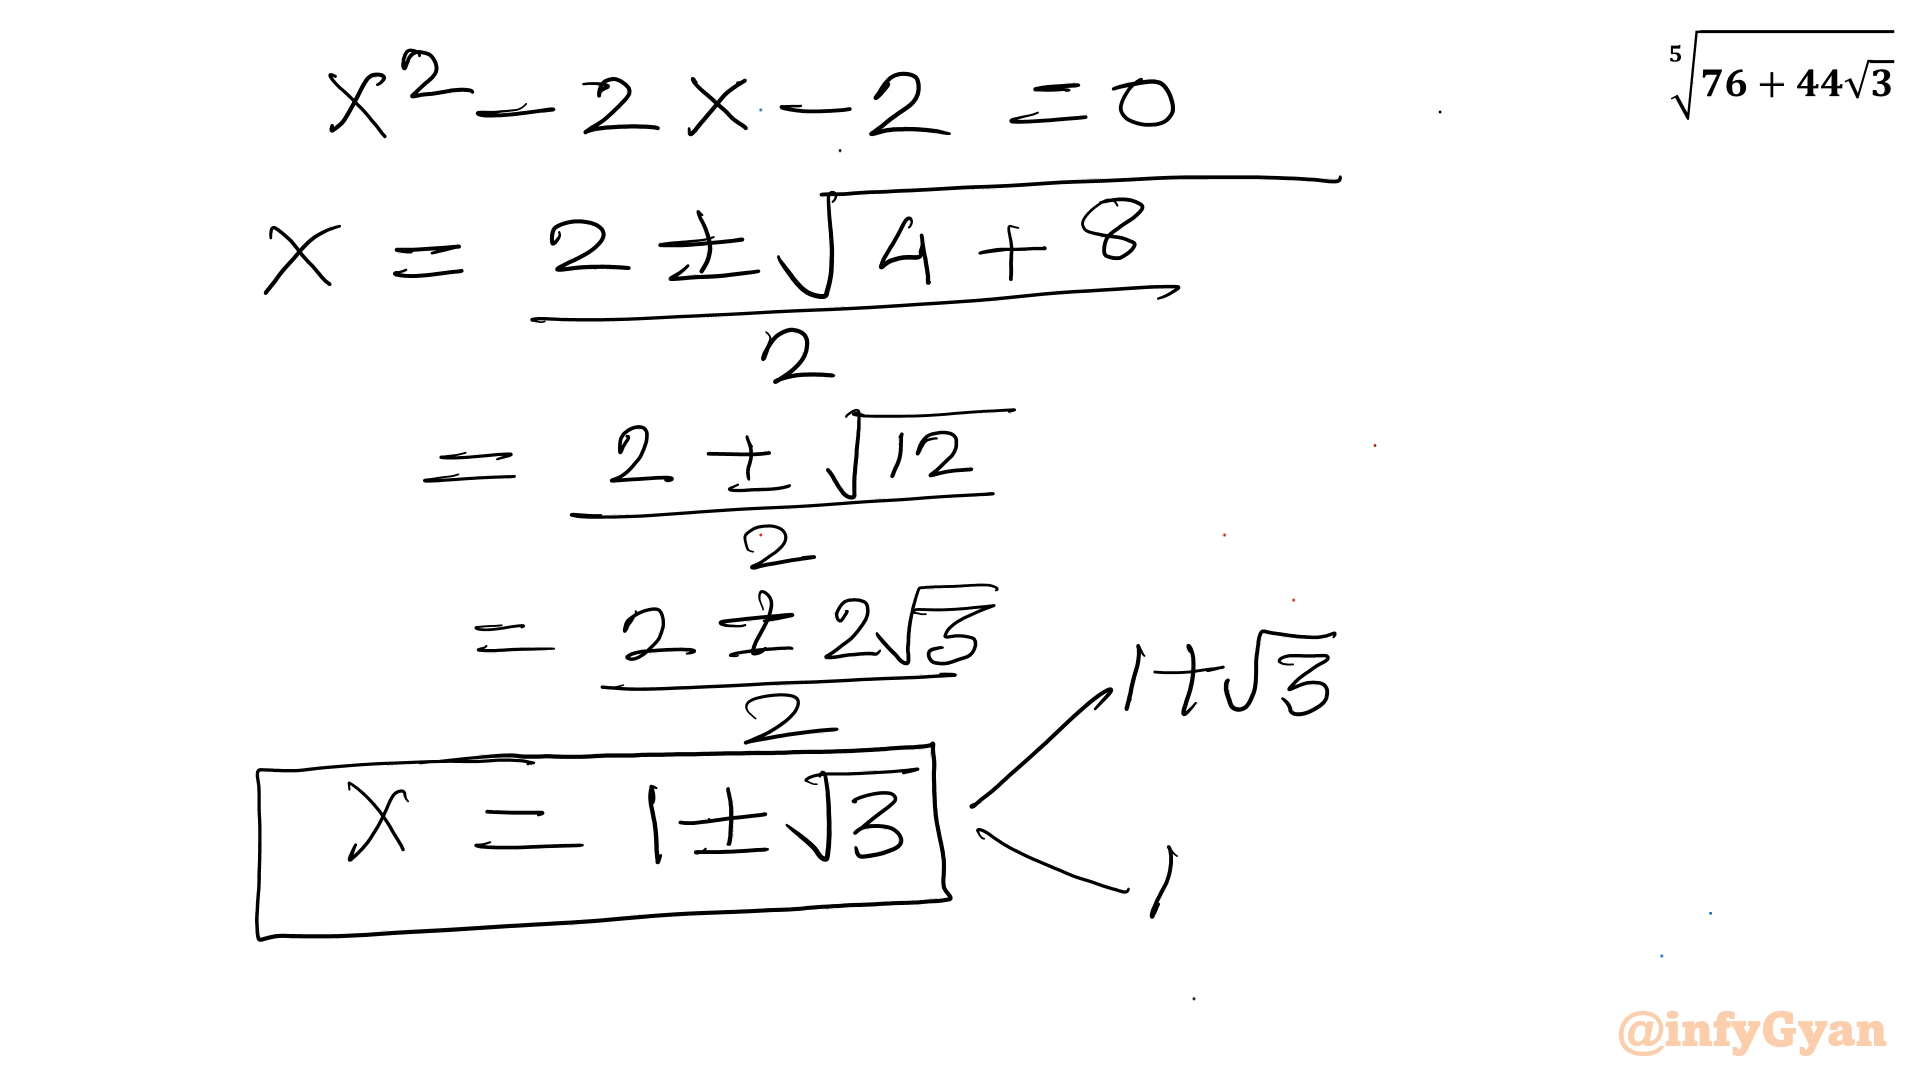 x² - 2x - 2 = 0
⁵√(76 + 44√3)
x = (2 ± √(4 + 8)) / 2
= (2 ± √12) / 2
= (2 ± 2√3) / 2
1 + √3
x = 1 ± √3
1
@infyGyan